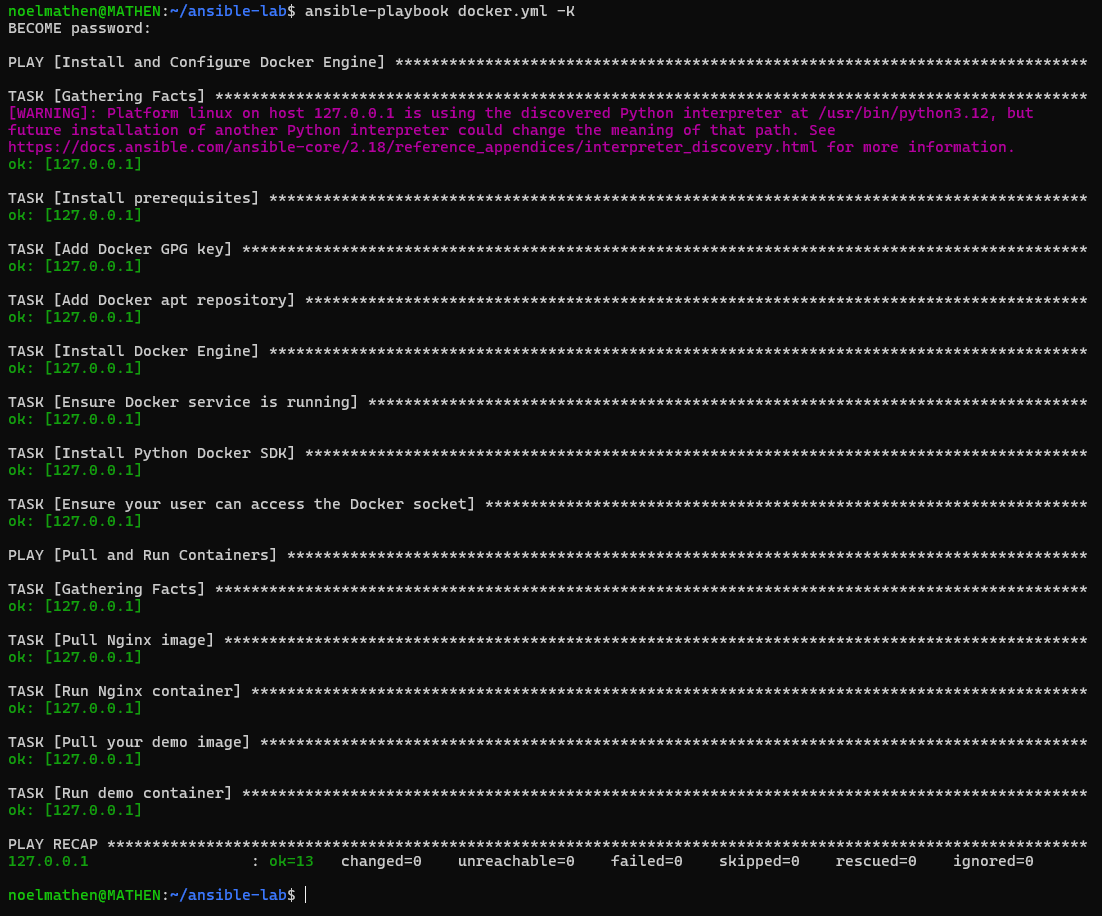 noelmathen@MATHEN:~/ansible-lab$ ansible-playbook docker.yml -K
BECOME password:
PLAY [Install and Configure Docker Engine] *****************************************************************************
TASK [Gathering Facts] *************************************************************************************************
[WARNING]: Platform linux on host 127.0.0.1 is using the discovered Python interpreter at /usr/bin/python3.12, but
future installation of another Python interpreter could change the meaning of that path. See
https://docs.ansible.com/ansible-core/2.18/reference_appendices/interpreter_discovery.html for more information.
ok: [127.0.0.1]
TASK [Install prerequisites] *******************************************************************************************
ok: [127.0.0.1]
TASK [Add Docker GPG key] **********************************************************************************************
ok: [127.0.0.1]
TASK [Add Docker apt repository] ***************************************************************************************
ok: [127.0.0.1]
TASK [Install Docker Engine] *******************************************************************************************
ok: [127.0.0.1]
TASK [Ensure Docker service is running] ********************************************************************************
ok: [127.0.0.1]
TASK [Install Python Docker SDK] ***************************************************************************************
ok: [127.0.0.1]
TASK [Ensure your user can access the Docker socket] *******************************************************************
ok: [127.0.0.1]
PLAY [Pull and Run Containers] *****************************************************************************************
TASK [Gathering Facts] *************************************************************************************************
ok: [127.0.0.1]
TASK [Pull Nginx image] ************************************************************************************************
ok: [127.0.0.1]
TASK [Run Nginx container] *********************************************************************************************
ok: [127.0.0.1]
TASK [Pull your demo image] ********************************************************************************************
ok: [127.0.0.1]
TASK [Run demo container] **********************************************************************************************
ok: [127.0.0.1]
PLAY RECAP *************************************************************************************************************
127.0.0.1                  : ok=13   changed=0    unreachable=0    failed=0    skipped=0    rescued=0    ignored=0
noelmathen@MATHEN:~/ansible-lab$